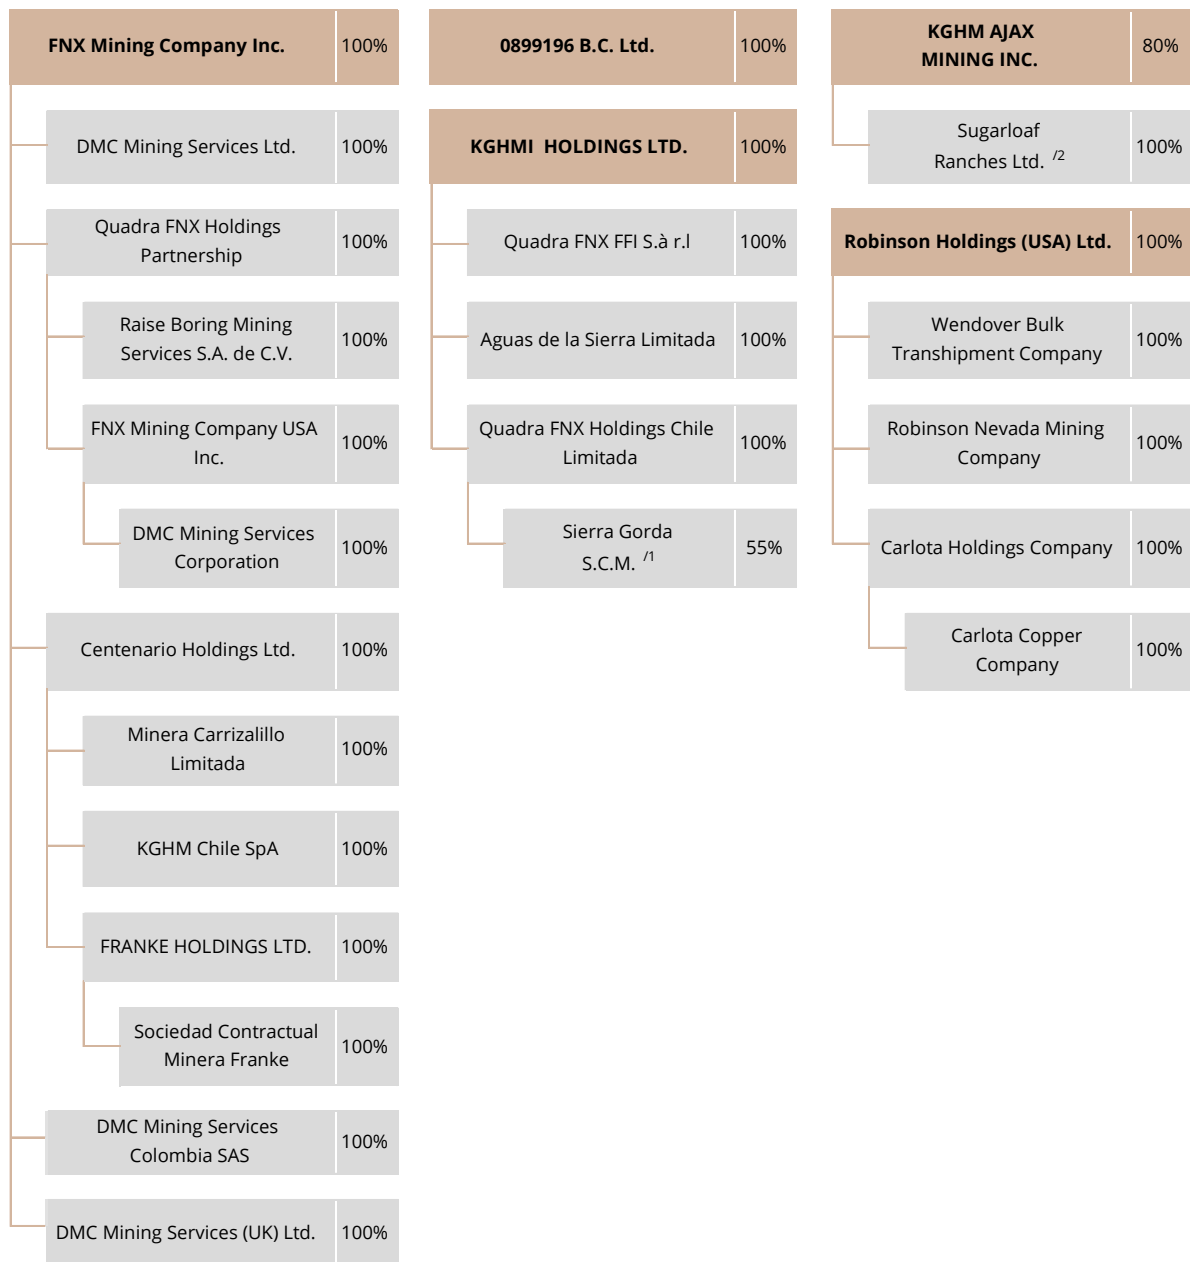 FNX Mining Company Inc. 100%
DMC Mining Services Ltd. 100%
Quadra FNX Holdings
Partnership 100%
Raise Boring Mining
Services S.A. de C.V. 100%
FNX Mining Company USA
Inc. 100%
DMC Mining Services
Corporation 100%
Centenario Holdings Ltd. 100%
Minera Carrizalillo
Limitada 100%
KGHM Chile SpA 100%
FRANKE HOLDINGS LTD. 100%
Sociedad Contractual
Minera Franke 100%
DMC Mining Services
Colombia SAS 100%
DMC Mining Services (UK) Ltd. 100%
0899196 B.C. Ltd. 100%
KGHMI HOLDINGS LTD. 100%
Quadra FNX FFI S.à r.l 100%
Aguas de la Sierra Limitada 100%
Quadra FNX Holdings Chile
Limitada 100%
Sierra Gorda
S.C.M. /1 55%
KGHM AJAX
MINING INC. 80%
Sugarloaf
Ranches Ltd. /2 100%
Robinson Holdings (USA) Ltd. 100%
Wendover Bulk
Transhipment Company 100%
Robinson Nevada Mining
Company 100%
Carlota Holdings Company 100%
Carlota Copper
Company 100%